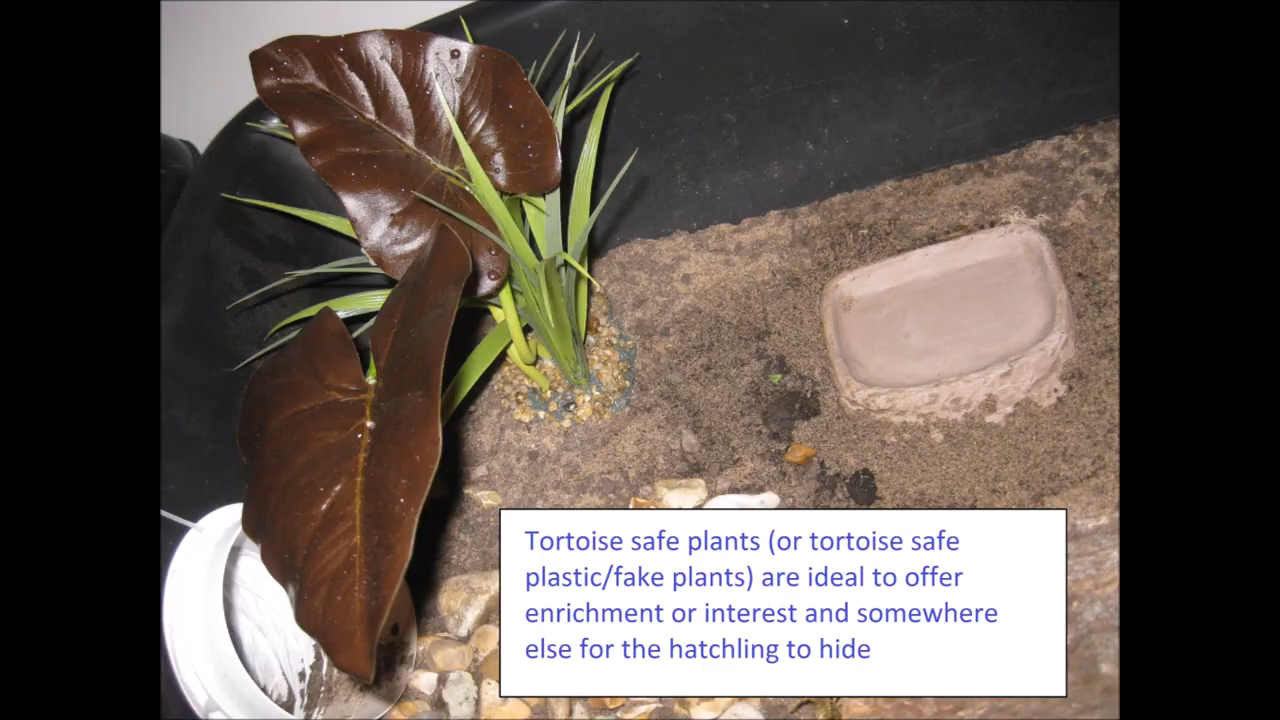 Tortoise safe plants (or tortoise safe
plastic/fake plants) are ideal to offer
enrichment or interest and somewhere
else for the hatchling to hide